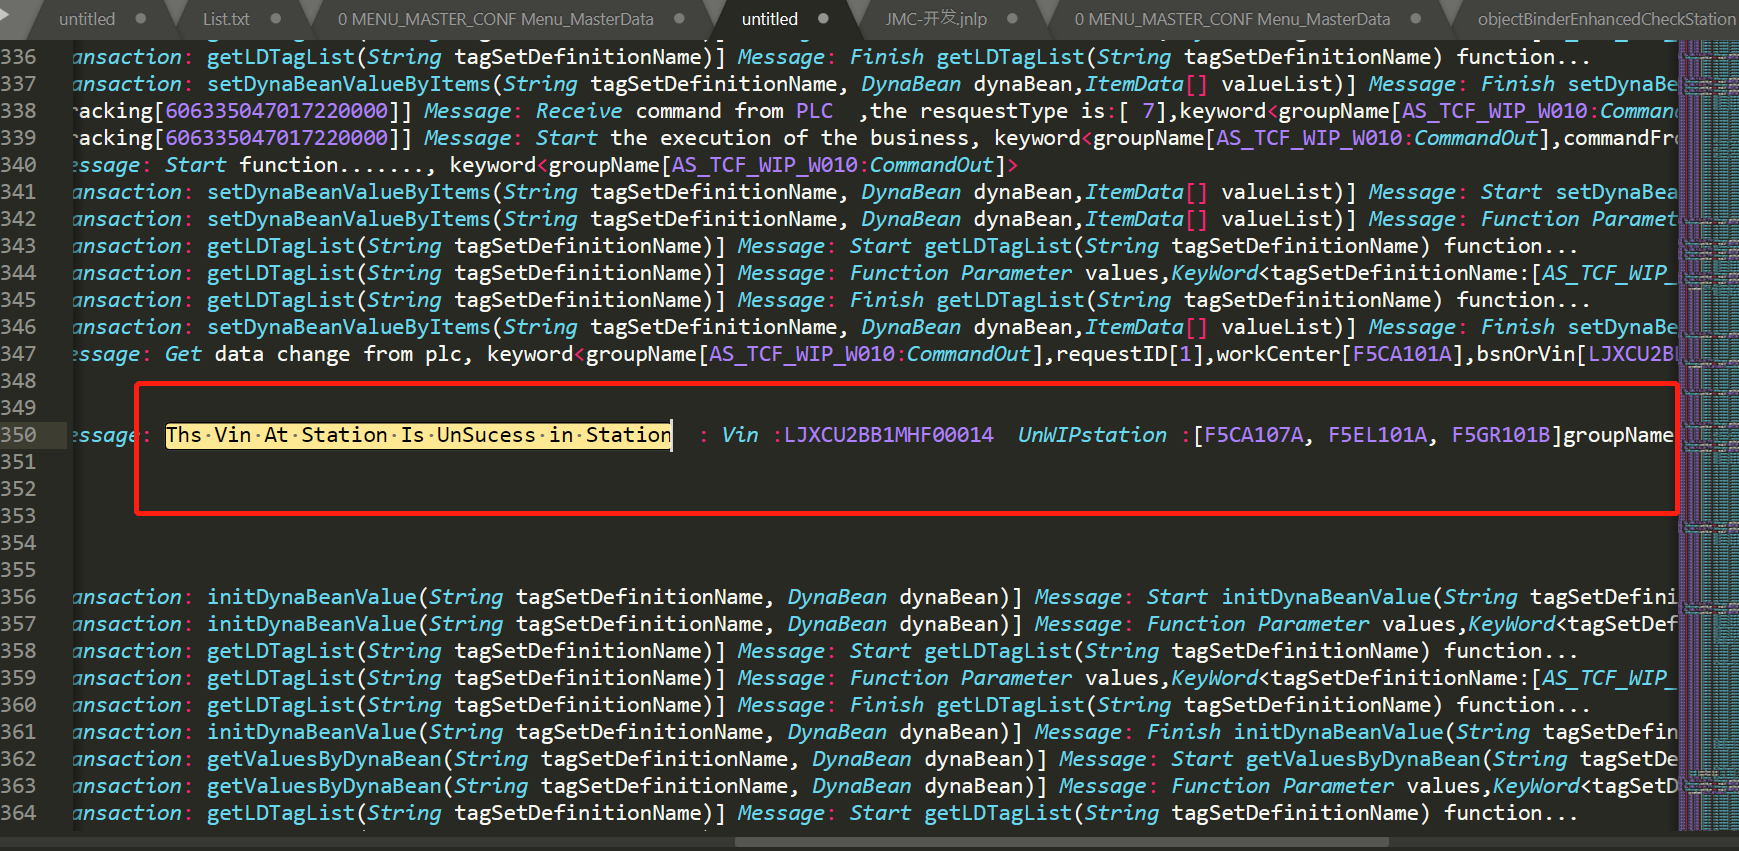 untitled List.txt 0 MENU_MASTER_CONF Menu_MasterData untitled JMC-开发.jnlp 0 MENU_MASTER_CONF Menu_MasterData objectBinderEnhancedCheckStation
336 ansaction: getLDTagList(String tagSetDefinitionName)] Message: Finish getLDTagList(String tagSetDefinitionName) function...
337 ansaction: setDynaBeanValueByItems(String tagSetDefinitionName, DynaBean dynaBean,ItemData[] valueList)] Message: Finish setDynaBe
338 racking[606335047017220000]] Message: Receive command from PLC ,the resquestType is:[ 7],keyword<groupName[AS_TCF_WIP_W010:Command
339 racking[606335047017220000]] Message: Start the execution of the business, keyword<groupName[AS_TCF_WIP_W010:CommandOut],commandFr
340 essage: Start function......., keyword<groupName[AS_TCF_WIP_W010:CommandOut]>
341 ansaction: setDynaBeanValueByItems(String tagSetDefinitionName, DynaBean dynaBean,ItemData[] valueList)] Message: Start setDynaBea
342 ansaction: setDynaBeanValueByItems(String tagSetDefinitionName, DynaBean dynaBean,ItemData[] valueList)] Message: Function Paramet
343 ansaction: getLDTagList(String tagSetDefinitionName)] Message: Start getLDTagList(String tagSetDefinitionName) function...
344 ansaction: getLDTagList(String tagSetDefinitionName)] Message: Function Parameter values,KeyWord<tagSetDefinitionName:[AS_TCF_WIP_
345 ansaction: getLDTagList(String tagSetDefinitionName)] Message: Finish getLDTagList(String tagSetDefinitionName) function...
346 ansaction: setDynaBeanValueByItems(String tagSetDefinitionName, DynaBean dynaBean,ItemData[] valueList)] Message: Finish setDynaBe
347 essage: Get data change from plc, keyword<groupName[AS_TCF_WIP_W010:CommandOut],requestID[1],workCenter[F5CA101A],bsnOrVin[LJXCU2B
348
349
350 essage: Ths Vin At Station Is UnSucess in Station : Vin :LJXCU2BB1MHF00014 UnWIPstation :[F5CA107A, F5EL101A, F5GR101B]groupName
351
352
353
354
355
356 ansaction: initDynaBeanValue(String tagSetDefinitionName, DynaBean dynaBean)] Message: Start initDynaBeanValue(String tagSetDefini
357 ansaction: initDynaBeanValue(String tagSetDefinitionName, DynaBean dynaBean)] Message: Function Parameter values,KeyWord<tagSetDef
358 ansaction: getLDTagList(String tagSetDefinitionName)] Message: Start getLDTagList(String tagSetDefinitionName) function...
359 ansaction: getLDTagList(String tagSetDefinitionName)] Message: Function Parameter values,KeyWord<tagSetDefinitionName:[AS_TCF_WIP_
360 ansaction: getLDTagList(String tagSetDefinitionName)] Message: Finish getLDTagList(String tagSetDefinitionName) function...
361 ansaction: initDynaBeanValue(String tagSetDefinitionName, DynaBean dynaBean)] Message: Finish initDynaBeanValue(String tagSetDefin
362 ansaction: getValuesByDynaBean(String tagSetDefinitionName, DynaBean dynaBean)] Message: Start getValuesByDynaBean(String tagSetDe
363 ansaction: getValuesByDynaBean(String tagSetDefinitionName, DynaBean dynaBean)] Message: Function Parameter values,KeyWord<tagSetD
364 ansaction: getLDTagList(String tagSetDefinitionName)] Message: Start getLDTagList(String tagSetDefinitionName) function...